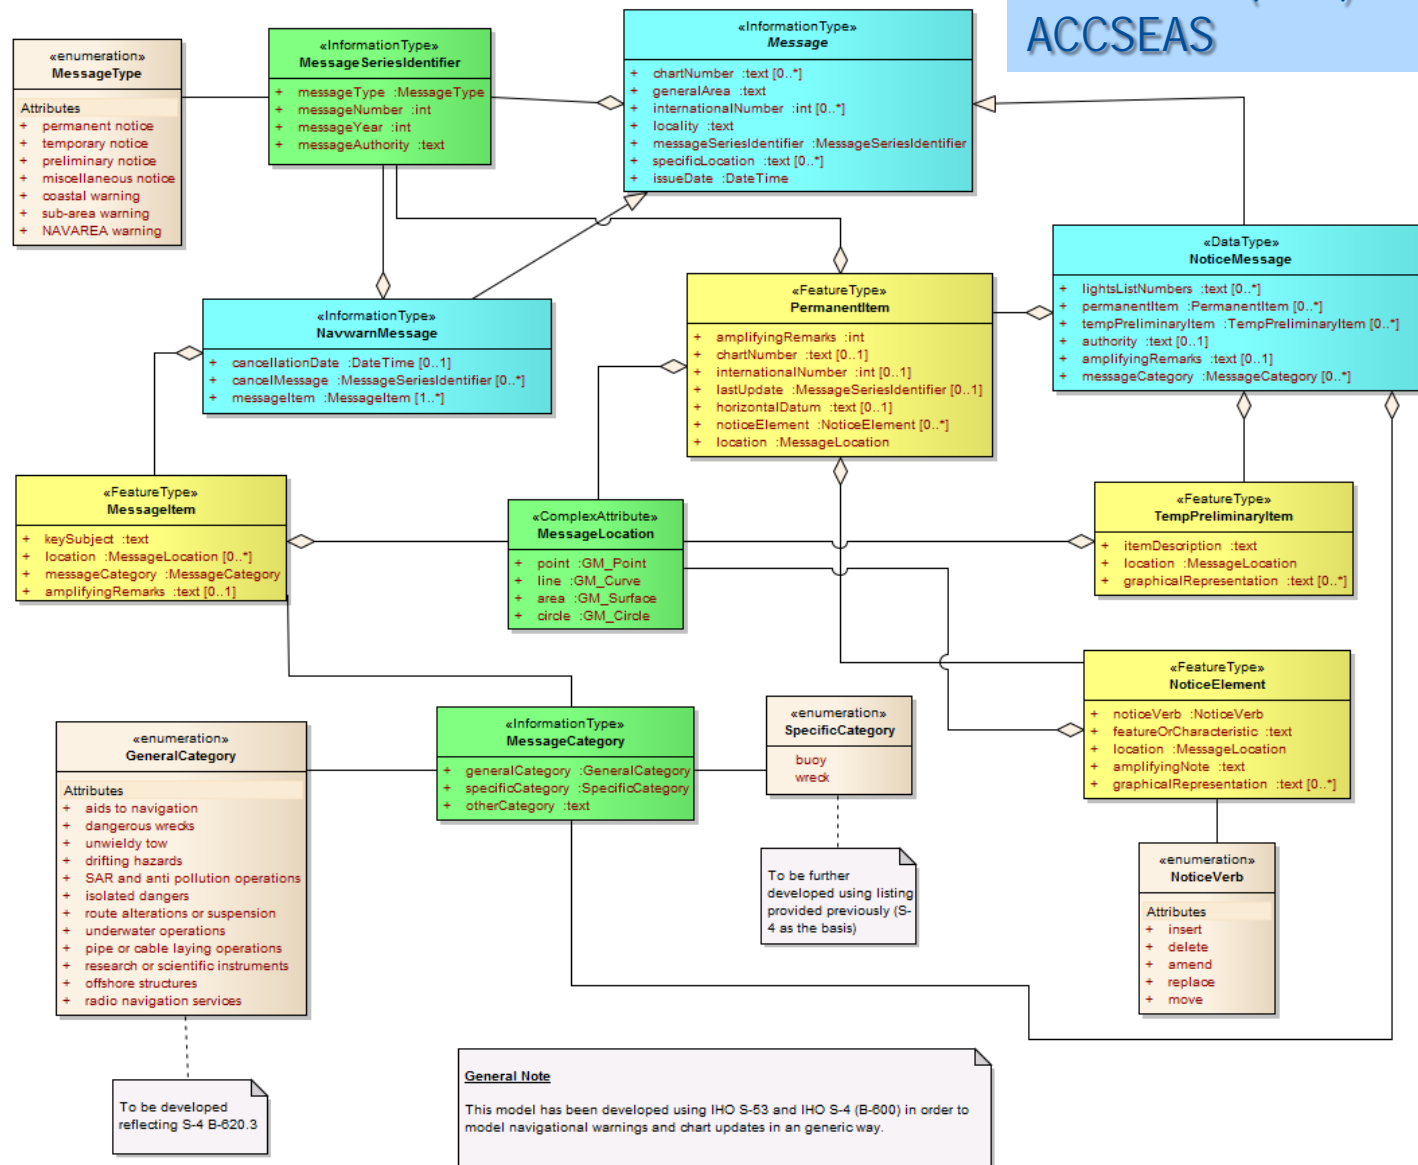 ACCSEAS
«enumeration»
MessageType
Attributes
+ permanent notice
+ temporary notice
+ preliminary notice
+ miscellaneous notice
+ coastal warning
+ sub-area warning
+ NAVAREA warning
«InformationType»
MessageSeriesIdentifier
+ messageType :MessageType
+ messageNumber :int
+ messageYear :int
+ messageAuthority :text
«InformationType»
Message
+ chartNumber :text [0..*]
+ generalArea :text
+ internationalNumber :int [0..*]
+ locality :text
+ messageSeriesIdentifier :MessageSeriesIdentifier
+ specificLocation :text [0..*]
+ issueDate :DateTime
«DataType»
NoticeMessage
+ lightsListNumbers :text [0..*]
+ permanentItem :PermanentItem [0..*]
+ tempPreliminaryItem :TempPreliminaryItem [0..*]
+ authority :text [0..1]
+ amplifyingRemarks :text [0..1]
+ messageCategory :MessageCategory [0..*]
«InformationType»
NavwarnMessage
+ cancellationDate :DateTime [0..1]
+ cancelMessage :MessageSeriesIdentifier [0..*]
+ messageItem :MessageItem [1..*]
«FeatureType»
PermanentItem
+ amplifyingRemarks :int
+ chartNumber :text [0..1]
+ internationalNumber :int [0..1]
+ lastUpdate :MessageSeriesIdentifier [0..1]
+ horizontalDatum :text [0..1]
+ noticeElement :NoticeElement [0..*]
+ location :MessageLocation
«FeatureType»
MessageItem
+ keySubject :text
+ location :MessageLocation [0..*]
+ messageCategory :MessageCategory
+ amplifyingRemarks :text [0..1]
«ComplexAttribute»
MessageLocation
+ point :GM_Point
+ line :GM_Curve
+ area :GM_Surface
+ circle :GM_Circle
«FeatureType»
TempPreliminaryItem
+ itemDescription :text
+ location :MessageLocation
+ graphicalRepresentation :text [0..*]
«FeatureType»
NoticeElement
+ noticeVerb :NoticeVerb
+ featureOrCharacteristic :text
+ location :MessageLocation
+ amplifyingNote :text
+ graphicalRepresentation :text [0..*]
«enumeration»
GeneralCategory
Attributes
+ aids to navigation
+ dangerous wrecks
+ unwieldy tow
+ drifting hazards
+ SAR and anti pollution operations
+ isolated dangers
+ route alterations or suspension
+ underwater operations
+ pipe or cable laying operations
+ research or scientific instruments
+ offshore structures
+ radio navigation services
«InformationType»
MessageCategory
+ generalCategory :GeneralCategory
+ specificCategory :SpecificCategory
+ otherCategory :text
«enumeration»
SpecificCategory
buoy
wreck
To be further
developed using listing
provided previously (S-
4 as the basis)
«enumeration»
NoticeVerb
Attributes
+ insert
+ delete
+ amend
+ replace
+ move
To be developed
reflecting S-4 B-620.3
General Note
This model has been developed using IHO S-53 and IHO S-4 (B-600) in order to
model navigational warnings and chart updates in an generic way.